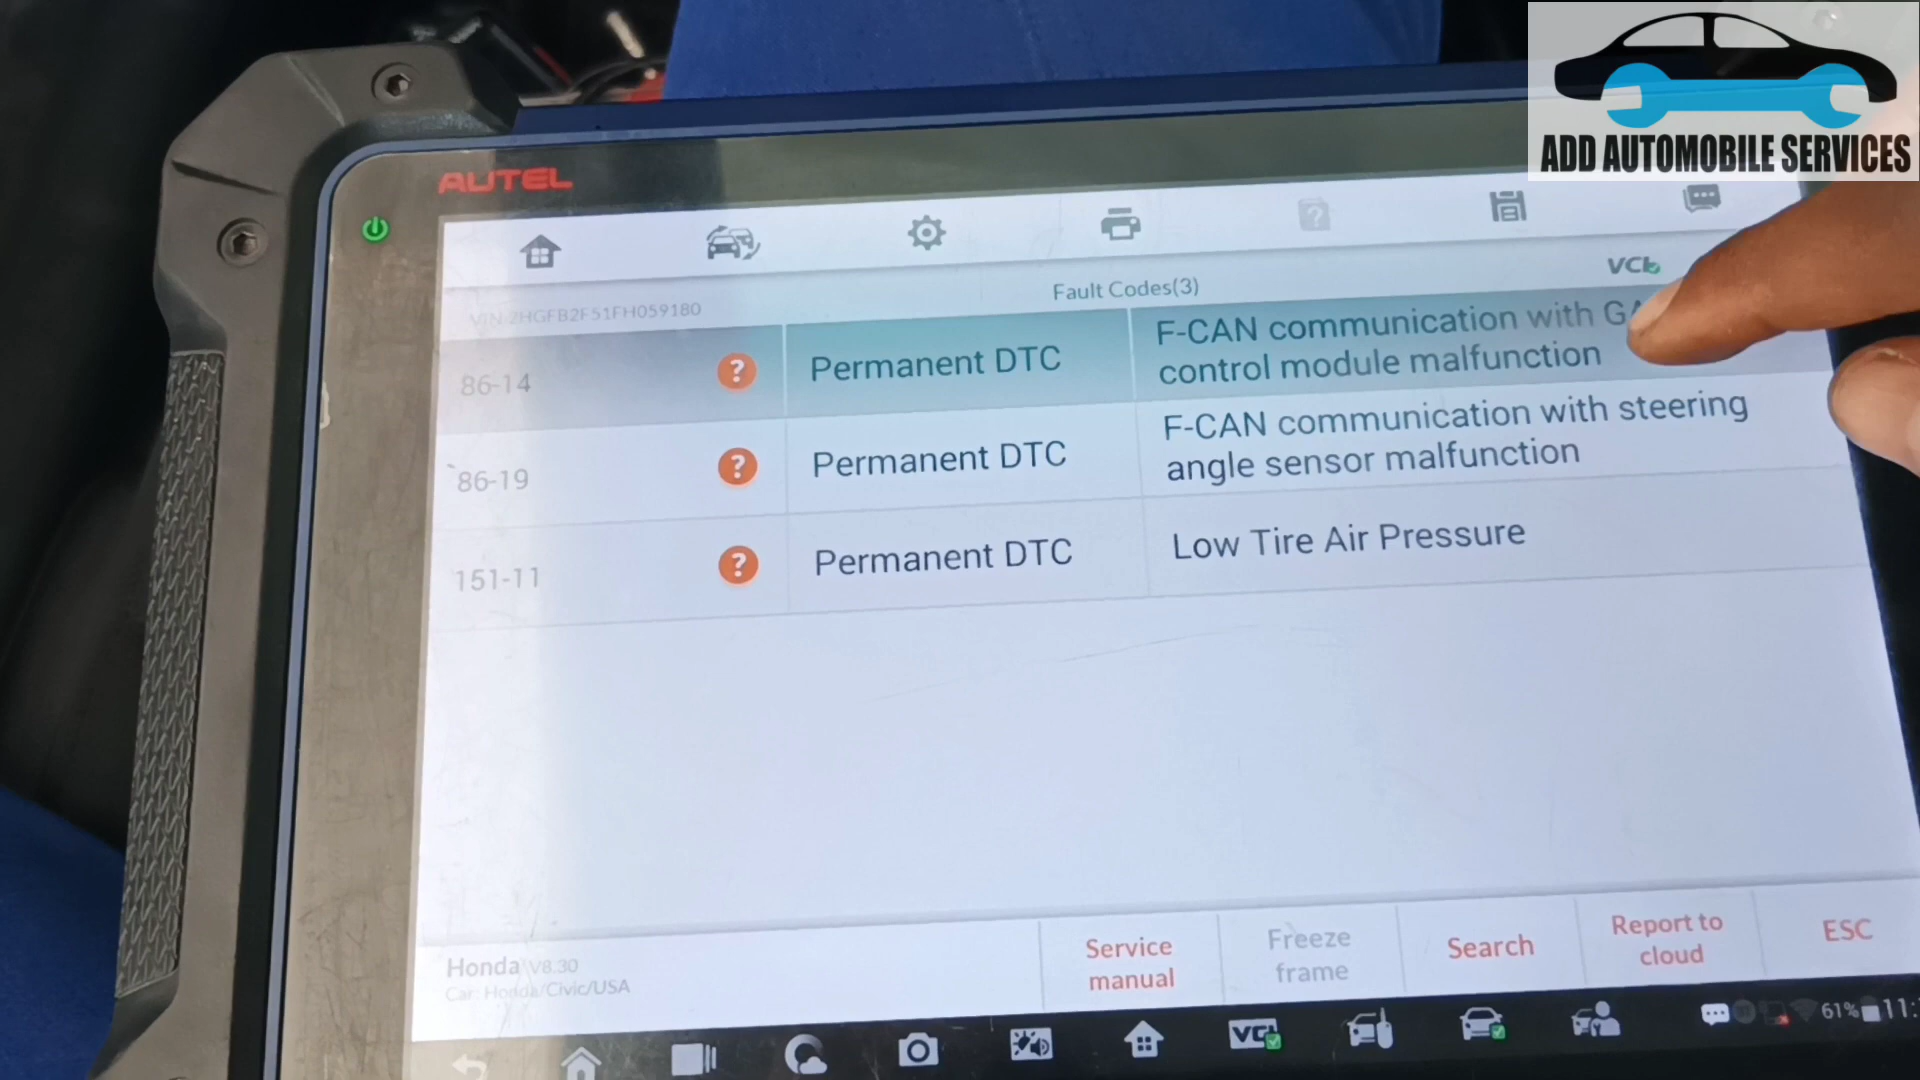 ADD AUTOMOBILE SERVICES
AUTEL
VCI
Fault Codes(3)
VIN 2HGFB2F51FH059180
86-14 ? Permanent DTC F-CAN communication with
control module malfunction
86-19 ? Permanent DTC F-CAN communication with steering
angle sensor malfunction
151-11 ? Permanent DTC Low Tire Air Pressure
Honda V8.30
Car: Honda/Civic/USA
Service
manual
Freeze
frame
Search
Report to
cloud
ESC
VCI
61%